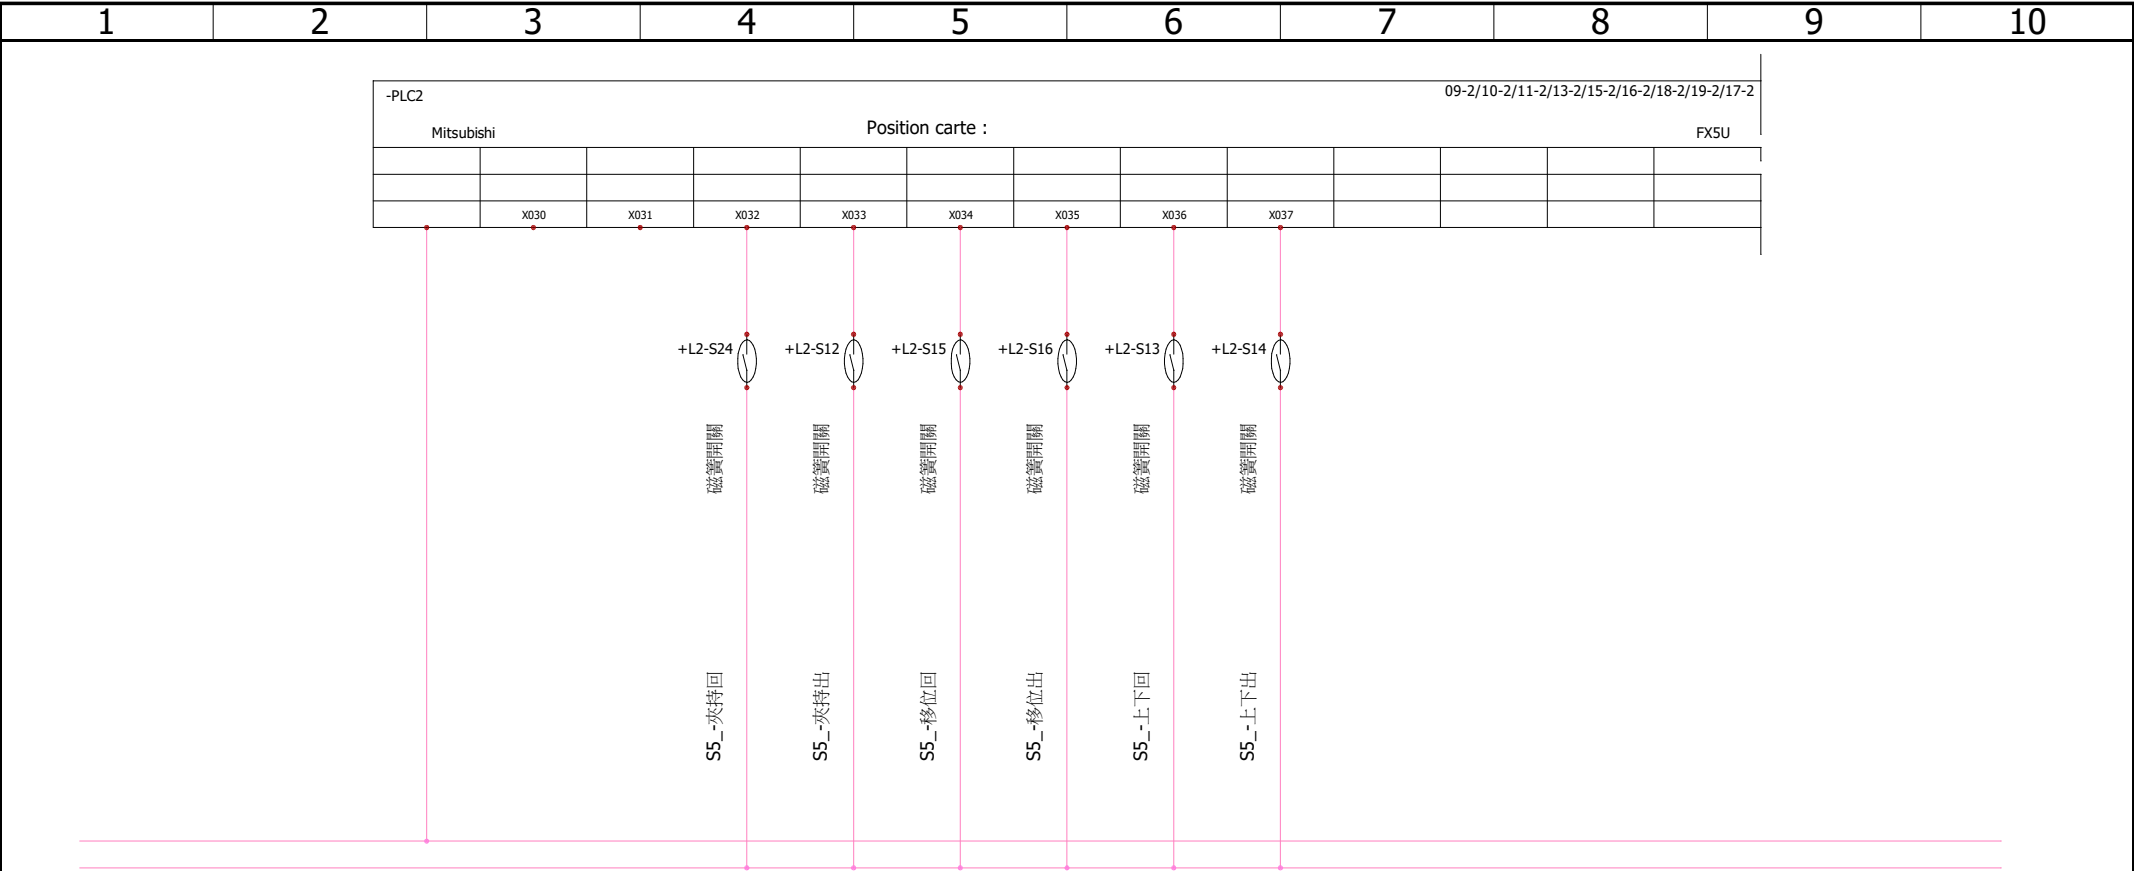 1 2 3 4 5 6 7 8 9 10
-PLC2 09-2/10-2/11-2/13-2/15-2/16-2/18-2/19-2/17-2
Mitsubishi Position carte : FX5U
X030 X031 X032 X033 X034 X035 X036 X037
+L2-S24 +L2-S12 +L2-S15 +L2-S16 +L2-S13 +L2-S14
磁簧開關
磁簧開關
磁簧開關
磁簧開關
磁簧開關
磁簧開關
S5_-夾持回
S5_-夾持出
S5_-移位回
S5_-移位出
S5_-上下回
S5_-上下出